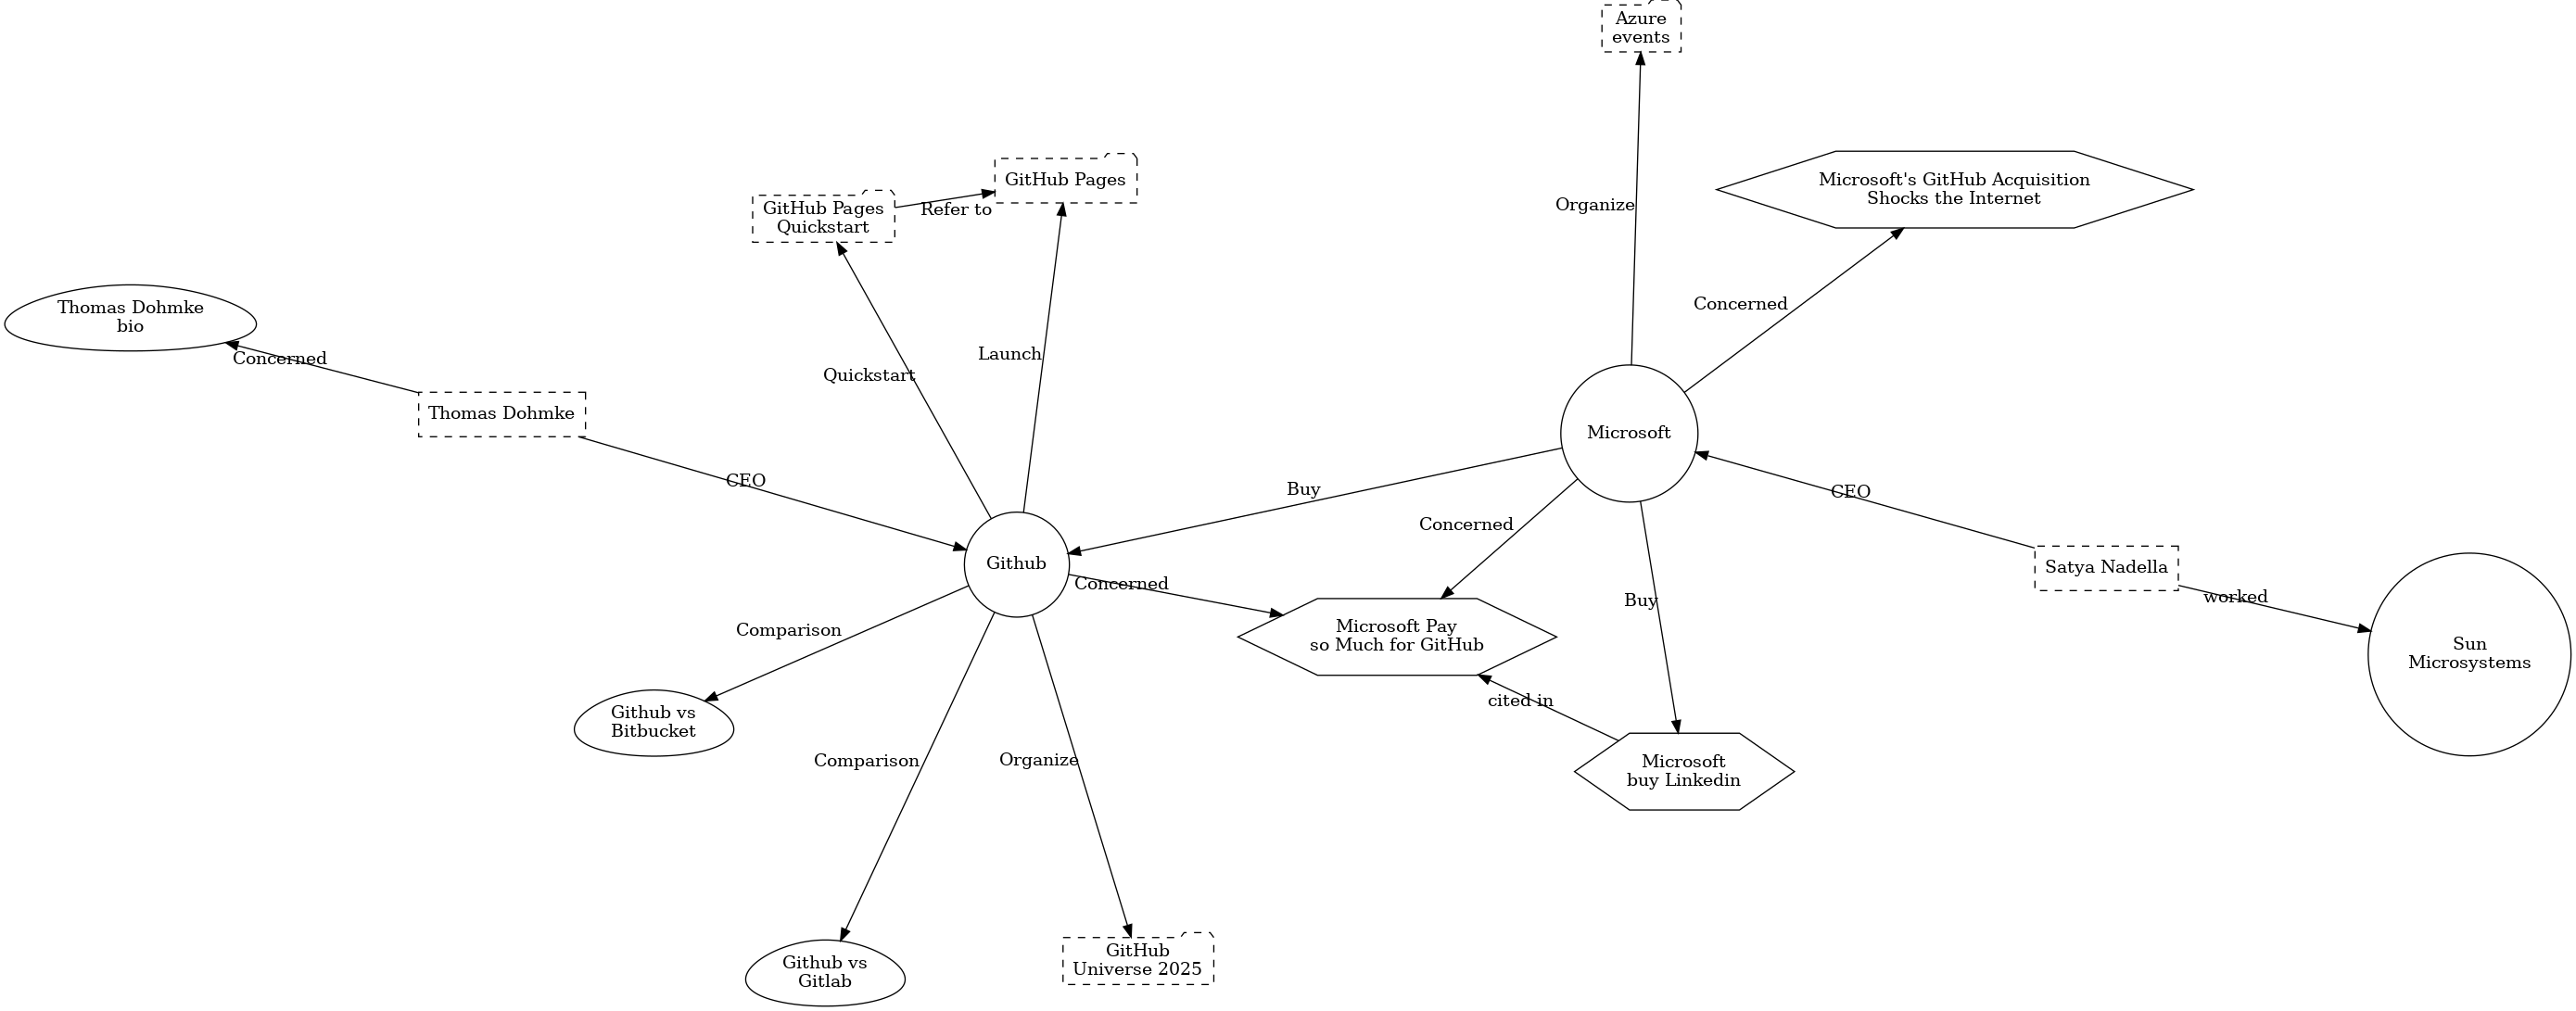 Azure
events
GitHub Pages
Microsoft's GitHub Acquisition
Shocks the Internet
GitHub Pages
Quickstart
Refer to
Organize
Thomas Dohmke
bio
Concerned
Concerned
Launch
Quickstart
Thomas Dohmke
Microsoft
CEO
Buy
CEO
Concerned
Github
Satya Nadella
Concerned
worked
Buy
Comparison
Microsoft Pay
so Much for GitHub
Sun
Microsystems
cited in
Github vs
Bitbucket
Comparison
Organize
Microsoft
buy Linkedin
GitHub
Universe 2025
Github vs
Gitlab